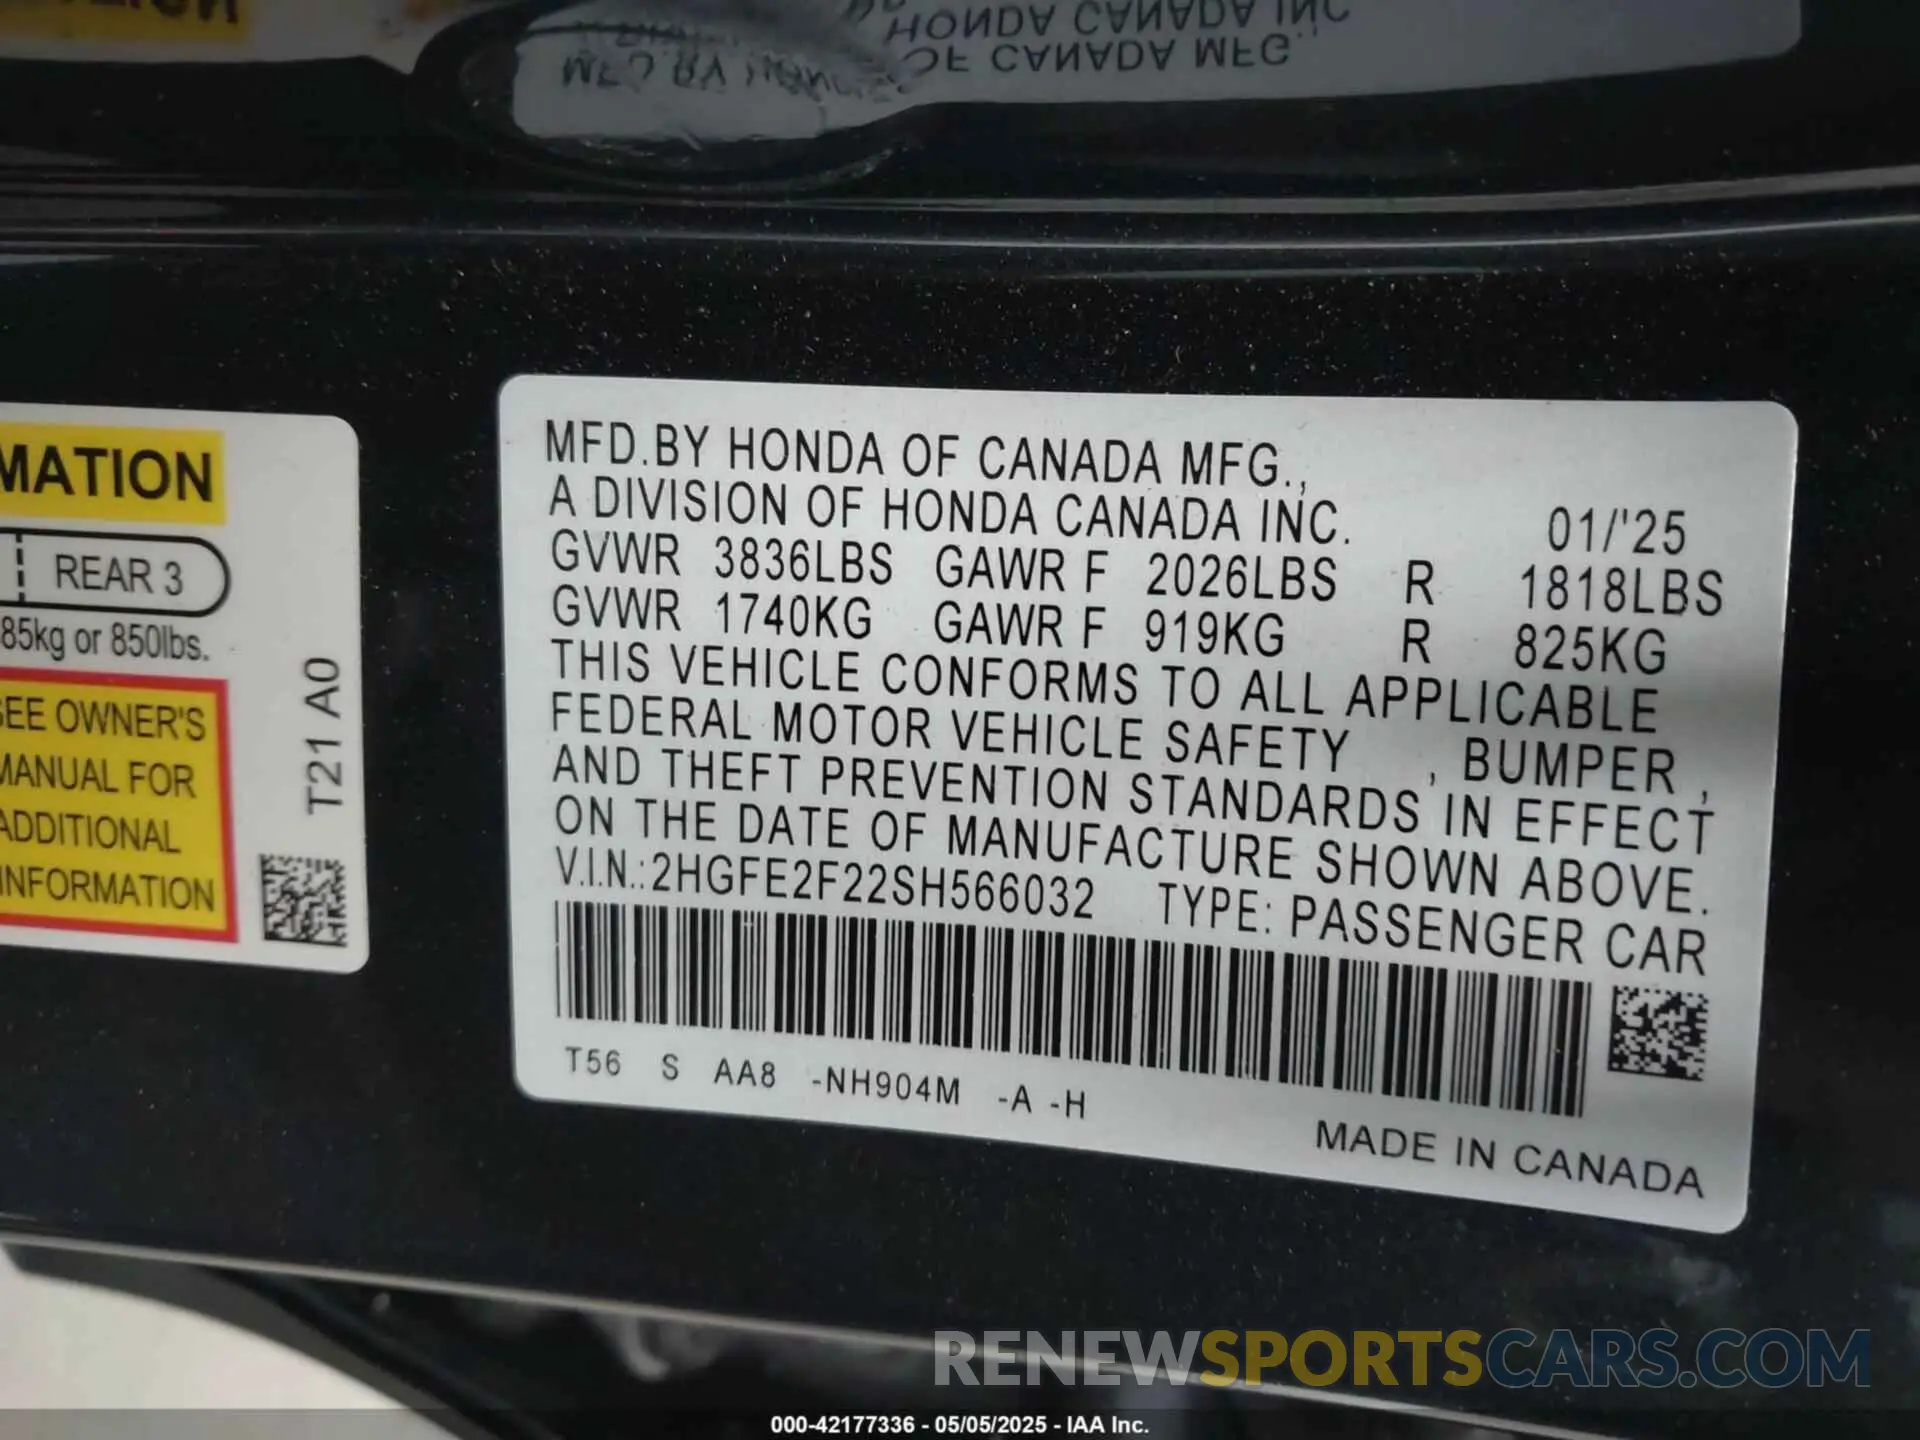 HONDA CANADA INC
OF CANADA MFG.,
MFD.BY
MATION
REAR 3
85kg or 850lbs.
SEE OWNER'S
MANUAL FOR
ADDITIONAL
INFORMATION
T21 A0
MFD.BY HONDA OF CANADA MFG.,
A DIVISION OF HONDA CANADA INC. 01/'25
GVWR 3836LBS GAWR F 2026LBS R 1818LBS
GVWR 1740KG GAWR F 919KG R 825KG
THIS VEHICLE CONFORMS TO ALL APPLICABLE
FEDERAL MOTOR VEHICLE SAFETY , BUMPER ,
AND THEFT PREVENTION STANDARDS IN EFFECT
ON THE DATE OF MANUFACTURE SHOWN ABOVE.
V.I.N.:2HGFE2F22SH566032 TYPE: PASSENGER CAR
T56 S AA8 -NH904M -A -H
MADE IN CANADA
RENEWSPORTSCARS.COM
000-42177336 - 05/05/2025 - IAA Inc.